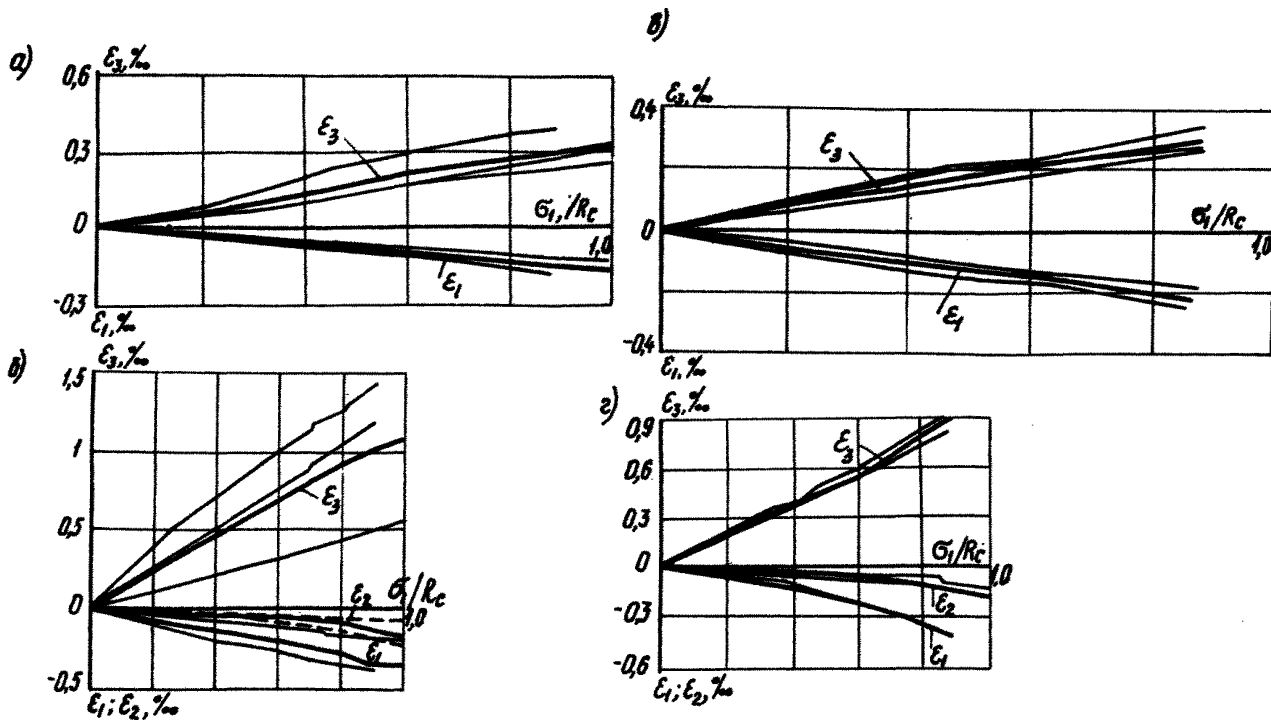 а)
ε₃, ‰
0,6
ε₃
0,3
0
σ₁,/Rc
1,0
ε₁
-0,3
ε₁, ‰
в)
ε₃, ‰
0,4
ε₃
0
σ₁/Rc
1,0
ε₁
-0,4
ε₁, ‰
б)
ε₃, ‰
1,5
1
ε₃
0,5
0
ε₂
σ₁/Rc
1,0
ε₁
-0,5
ε₁; ε₂, ‰
г)
ε₃, ‰
0,9
ε₃
0,6
0,3
σ₁/Rc
0
1,0
ε₂
-0,3
ε₁
-0,6
ε₁; ε₂, ‰